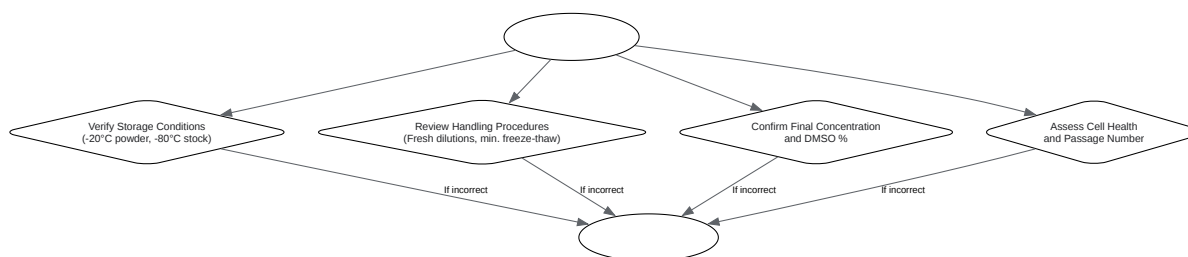 Verify Storage Conditions
(-20°C powder, -80°C stock)
Review Handling Procedures
(Fresh dilutions, min. freeze-thaw)
Confirm Final Concentration
and DMSO %
Assess Cell Health
and Passage Number
If incorrect
If incorrect
If incorrect
If incorrect